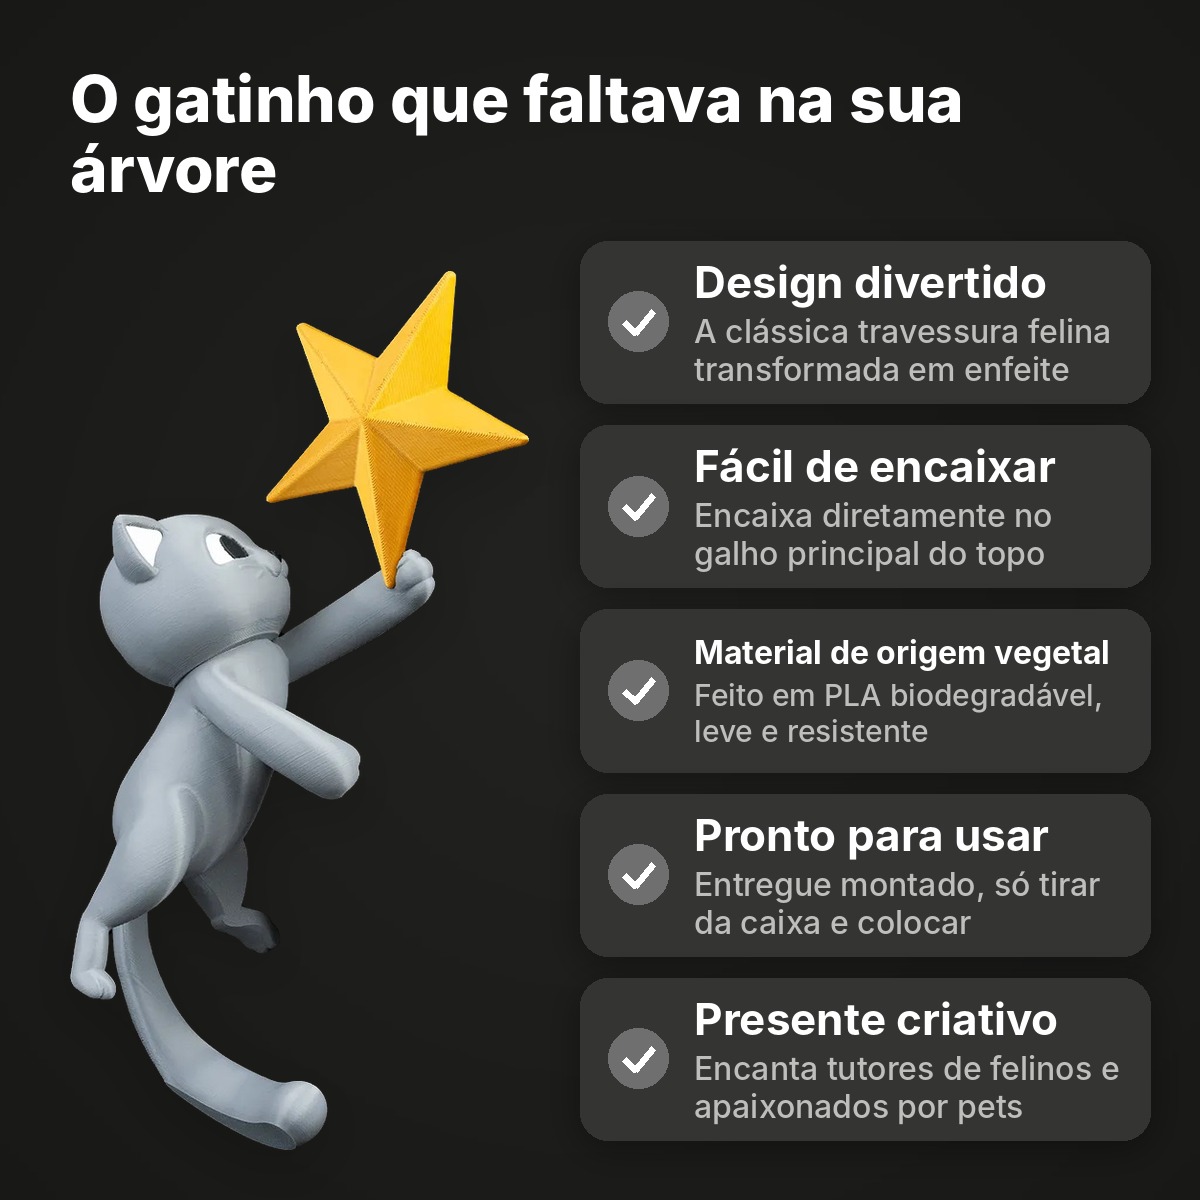 O gatinho que faltava na sua
árvore
Design divertido
A clássica travessura felina
transformada em enfeite
Fácil de encaixar
Encaixa diretamente no
galho principal do topo
Material de origem vegetal
Feito em PLA biodegradável,
leve e resistente
Pronto para usar
Entregue montado, só tirar
da caixa e colocar
Presente criativo
Encanta tutores de felinos e
apaixonados por pets